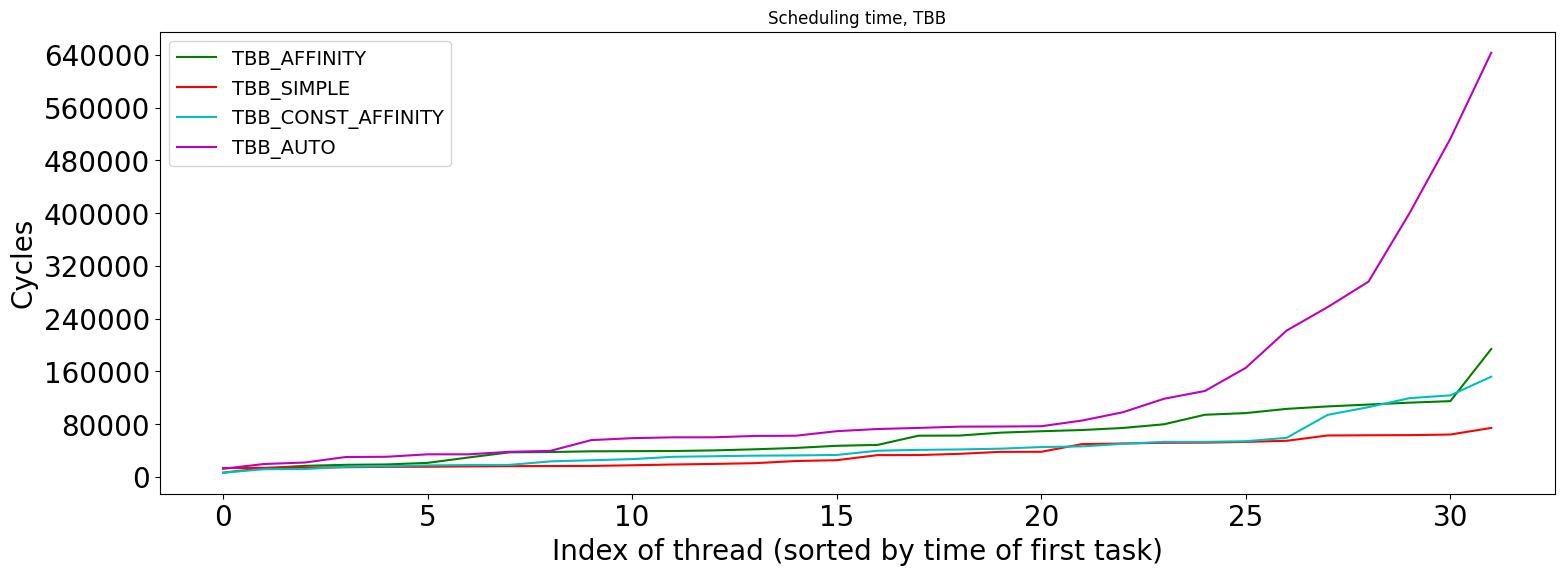 Scheduling time, TBB
TBB_AFFINITY
TBB_SIMPLE
TBB_CONST_AFFINITY
TBB_AUTO
Cycles
640000
560000
480000
400000
320000
240000
160000
80000
0
0 5 10 15 20 25 30
Index of thread (sorted by time of first task)